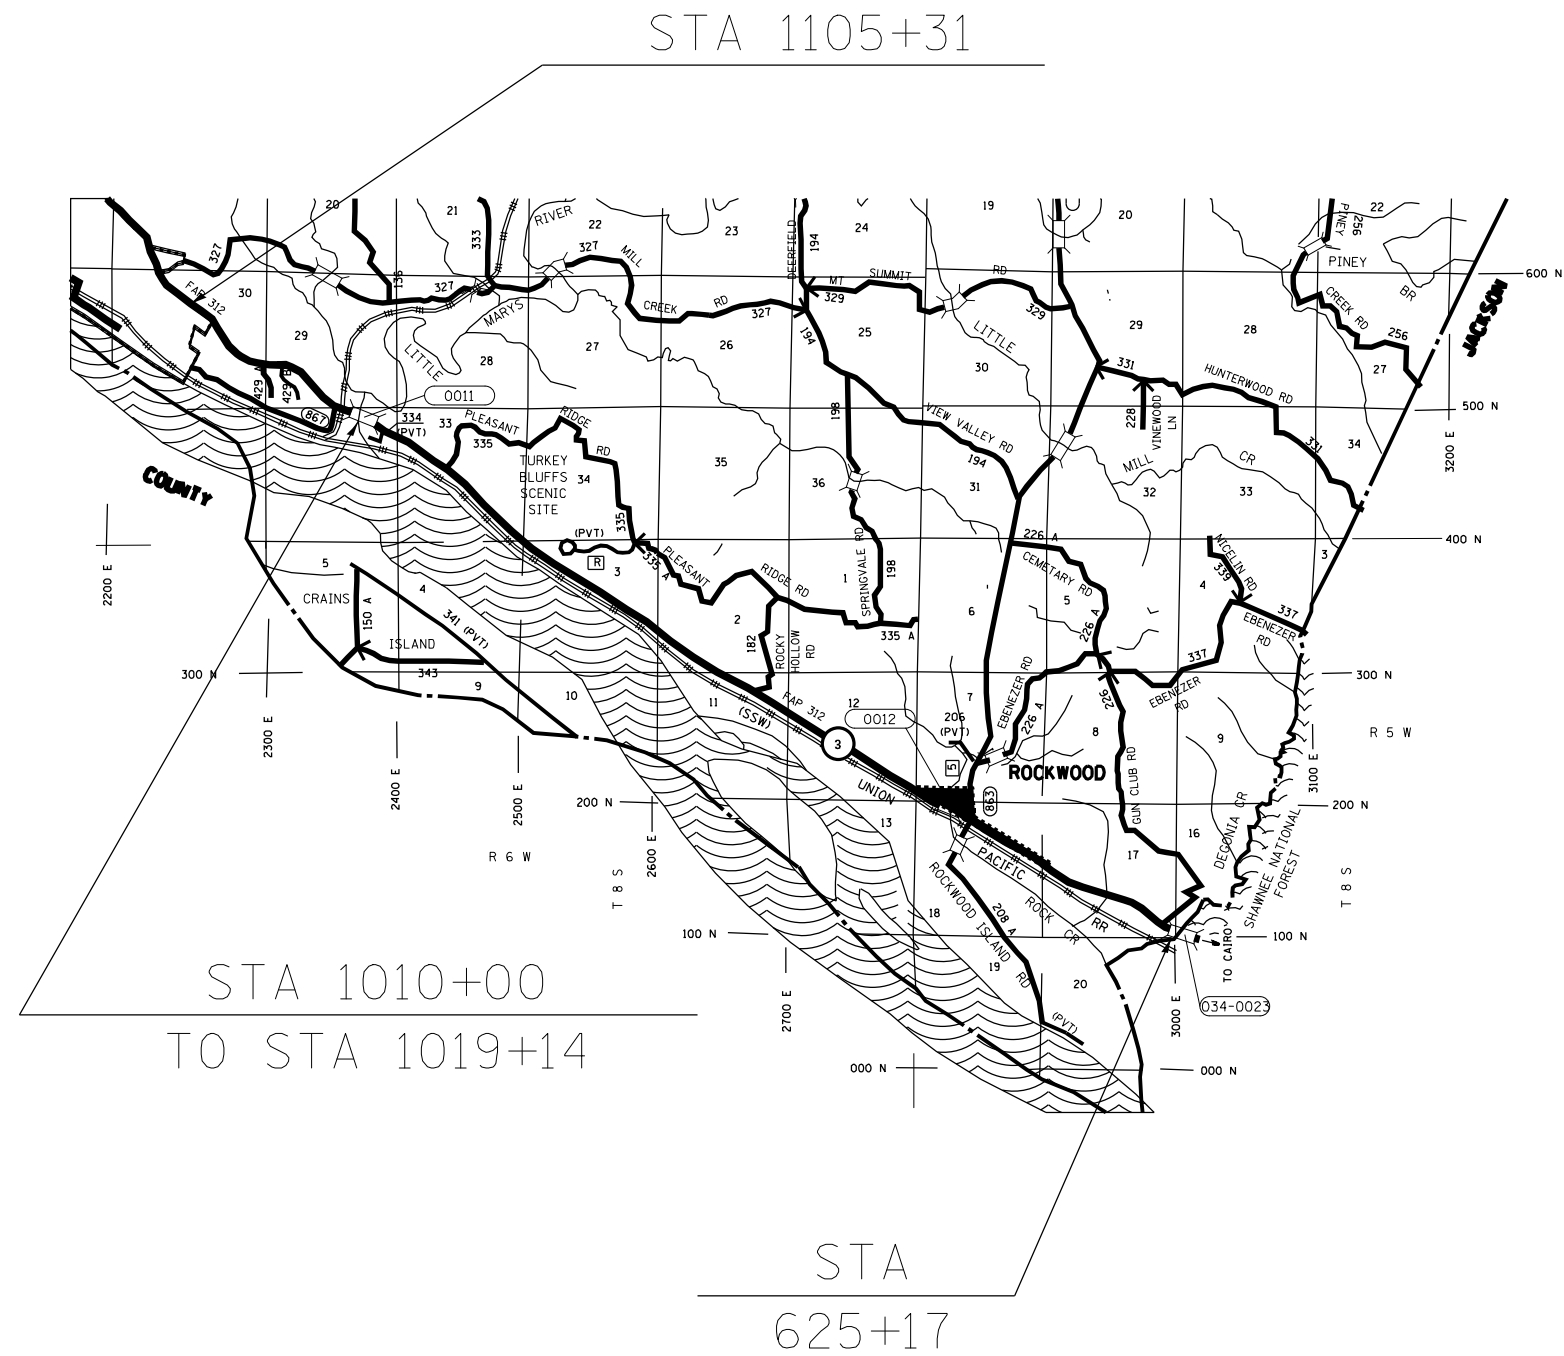 STA 1105+31
20
21
RIVER
22
23
DEERFIELD
194
24
19
20
PINEY
256
22
327
333
327
MILL
PINEY
600 N
30
FAP 312
136
327
MARYS
CREEK
RD
327
MT
SUMMIT
RD
329
329
CREEK RD
BR
JACKSON
29
LITTLE
28
27
26
194
25
LITTLE
30
29
28
256
27
331
HUNTERWOOD RD
429 A
429 B
0011
867
334
(PVT)
33
PLEASANT
335
RIDGE
RD
198
VIEW VALLEY RD
194
228
VINEWOOD
LN
331
500 N
34
3200 E
COUNTY
TURKEY
BLUFFS
SCENIC
SITE
34
35
36
31
MILL
CR
32
33
335
(PVT)
R
3
335 A
PLEASANT
RIDGE RD
1
SPRINGVALE RD
198
226 A
CEMETARY RD
NICELIN RD
339
3
400 N
2200 E
5
4
CRAINS
150 A
341 (PVT)
ISLAND
343
9
2
182
ROCKY
HOLLOW
RD
335 A
6
5
226 A
4
337
EBENEZER
RD
337
300 N
10
11
(SSW)
FAP 312
12
0012
206
(PVT)
7
EBENEZER RD
226 A
226
8
EBENEZER
RD
9
300 N
R 5 W
2300 E
2400 E
2500 E
3
5
ROCKWOOD
GUN CLUB RD
3100 E
200 N
UNION
863
200 N
R 6 W
2600 E
13
PACIFIC
17
16
DEGONIA CR
SHAWNEE NATIONAL
FOREST
T 8 S
T 8 S
ROCKWOOD ISLAND RD
208 A
ROCK
CR
RR
18
100 N
100 N
TO CAIRO
STA 1010+00
TO STA 1019+14
2700 E
19
20
(PVT)
3000 E
034-0023
000 N
000 N
STA
625+17